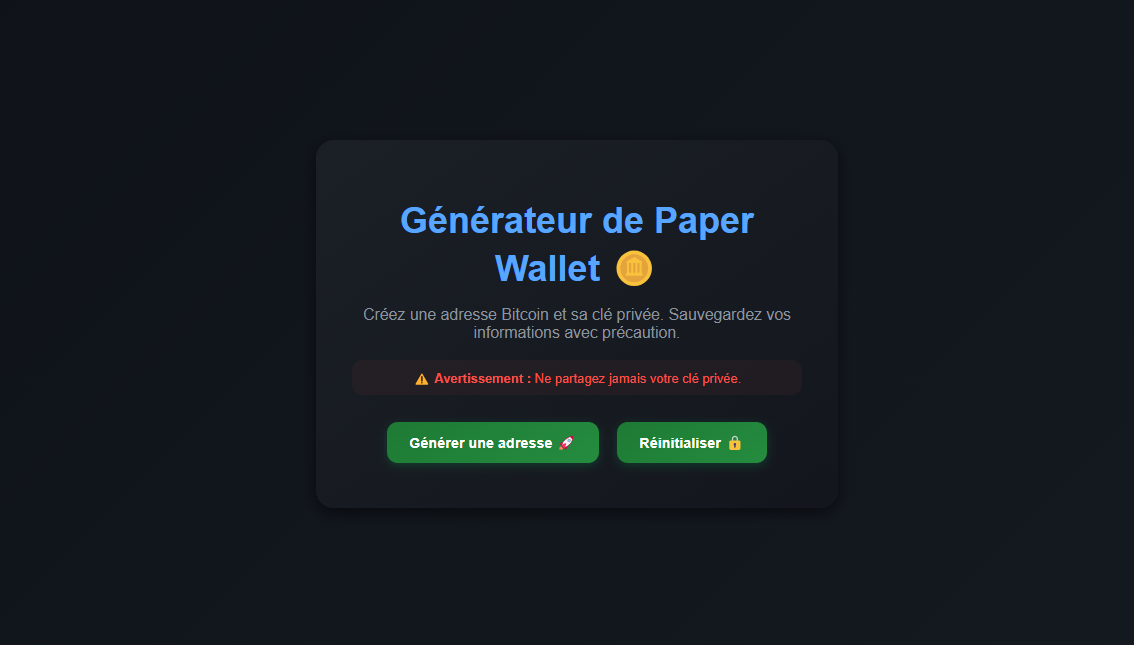 Générateur de Paper
Wallet 🪙
Créez une adresse Bitcoin et sa clé privée. Sauvegardez vos
informations avec précaution.
⚠️ Avertissement : Ne partagez jamais votre clé privée.
Générer une adresse 🚀
Réinitialiser 🔒